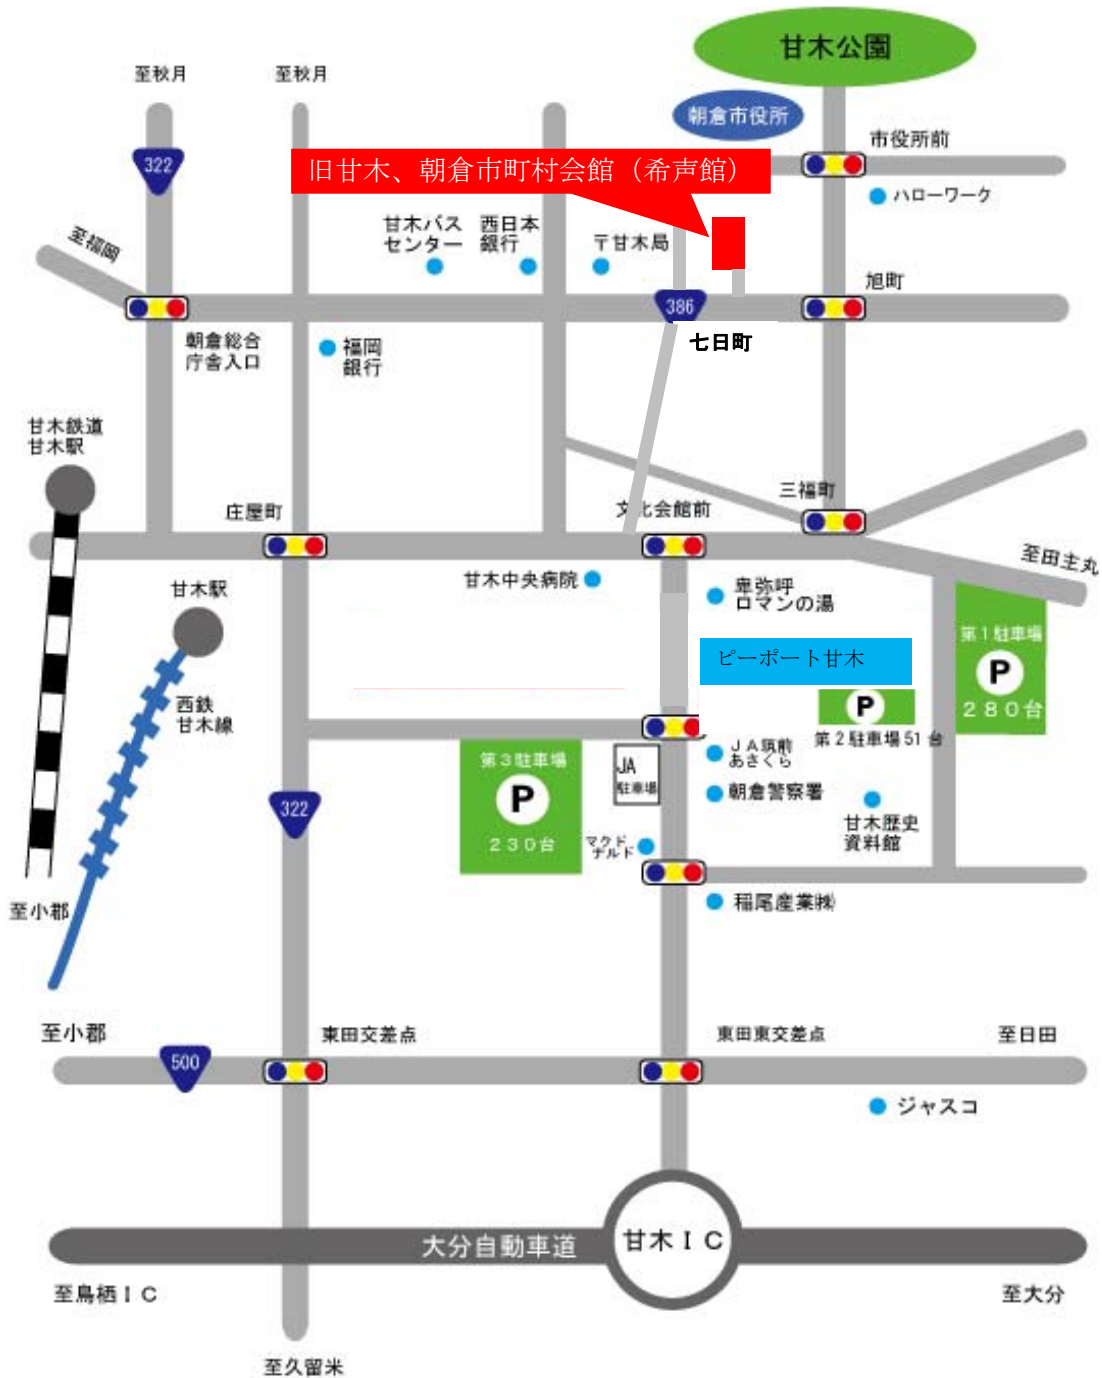 甘木公園
至秋月
至秋月
朝倉市役所
市役所前
322
旧甘木、朝倉市町村会館（希声館）
ハローワーク
甘木バス
センター
西日本
銀行
〒甘木局
至福岡
旭町
386
七日町
朝倉総合
庁舎入口
福岡
銀行
甘木鉄道
甘木駅
三福町
庄屋町
文化会館前
至田主丸
甘木中央病院
卑弥呼
ロマンの湯
甘木駅
第１駐車場
P
２８０台
ピーポート甘木
西鉄
甘木線
P
第２駐車場51台
ＪＡ筑前
あさくら
第３駐車場
P
２３０台
JA
駐車場
朝倉警察署
322
甘木歴史
資料館
マクド
ナルド
稲尾産業㈱
至小郡
至小郡
東田交差点
東田東交差点
至日田
500
ジャスコ
大分自動車道
甘木ＩＣ
至鳥栖ＩＣ
至大分
至久留米